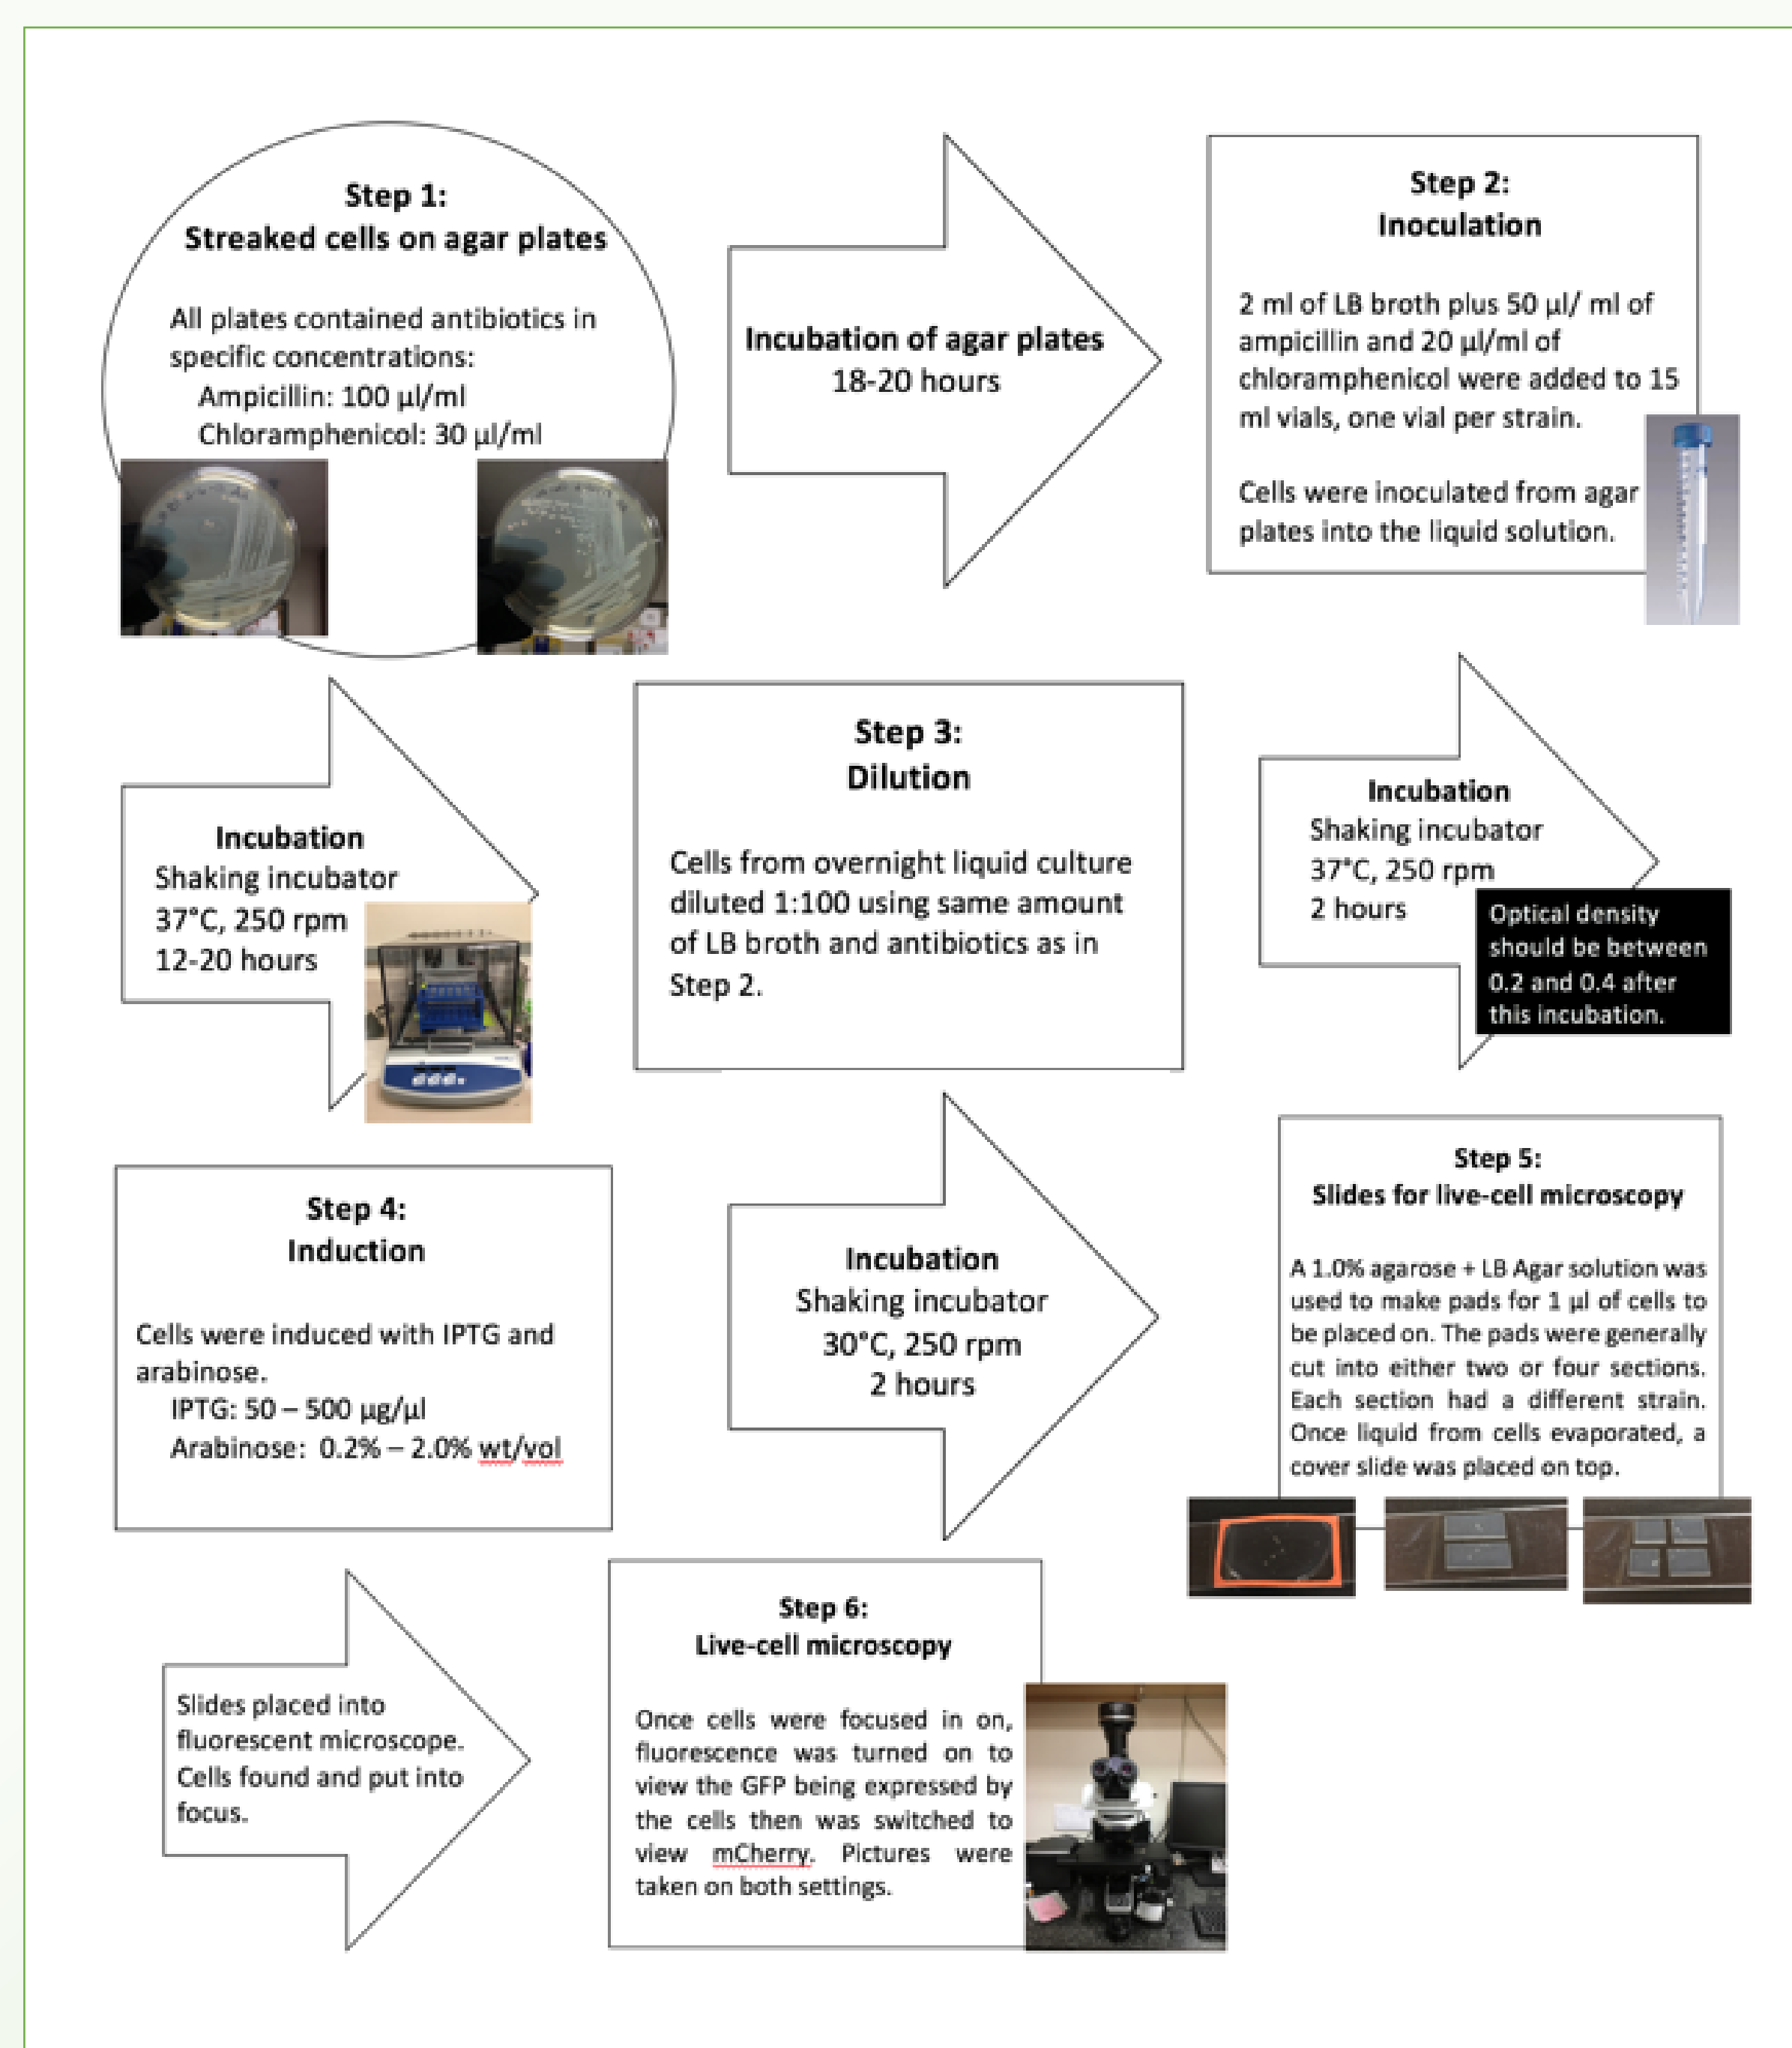 Step 1:
Streaked cells on agar plates
All plates contained antibiotics in
specific concentrations:
Ampicillin: 100 µl/ml
Chloramphenicol: 30 µl/ml
Incubation of agar plates
18-20 hours
Step 2:
Inoculation
2 ml of LB broth plus 50 µl/ ml of
ampicillin and 20 µl/ml of
chloramphenicol were added to 15
ml vials, one vial per strain.
Cells were inoculated from agar
plates into the liquid solution.
Incubation
Shaking incubator
37°C, 250 rpm
12-20 hours
Step 3:
Dilution
Cells from overnight liquid culture
diluted 1:100 using same amount
of LB broth and antibiotics as in
Step 2.
Incubation
Shaking incubator
37°C, 250 rpm
2 hours
Optical density
should be between
0.2 and 0.4 after
this incubation.
Step 4:
Induction
Cells were induced with IPTG and
arabinose.
IPTG: 50 – 500 µg/µl
Arabinose: 0.2% – 2.0% wt/vol
Incubation
Shaking incubator
30°C, 250 rpm
2 hours
Step 5:
Slides for live-cell microscopy
A 1.0% agarose + LB Agar solution was
used to make pads for 1 µl of cells to
be placed on. The pads were generally
cut into either two or four sections.
Each section had a different strain.
Once liquid from cells evaporated, a
cover slide was placed on top.
Slides placed into
fluorescent microscope.
Cells found and put into
focus.
Step 6:
Live-cell microscopy
Once cells were focused in on,
fluorescence was turned on to
view the GFP being expressed by
the cells then was switched to
view mCherry. Pictures were
taken on both settings.